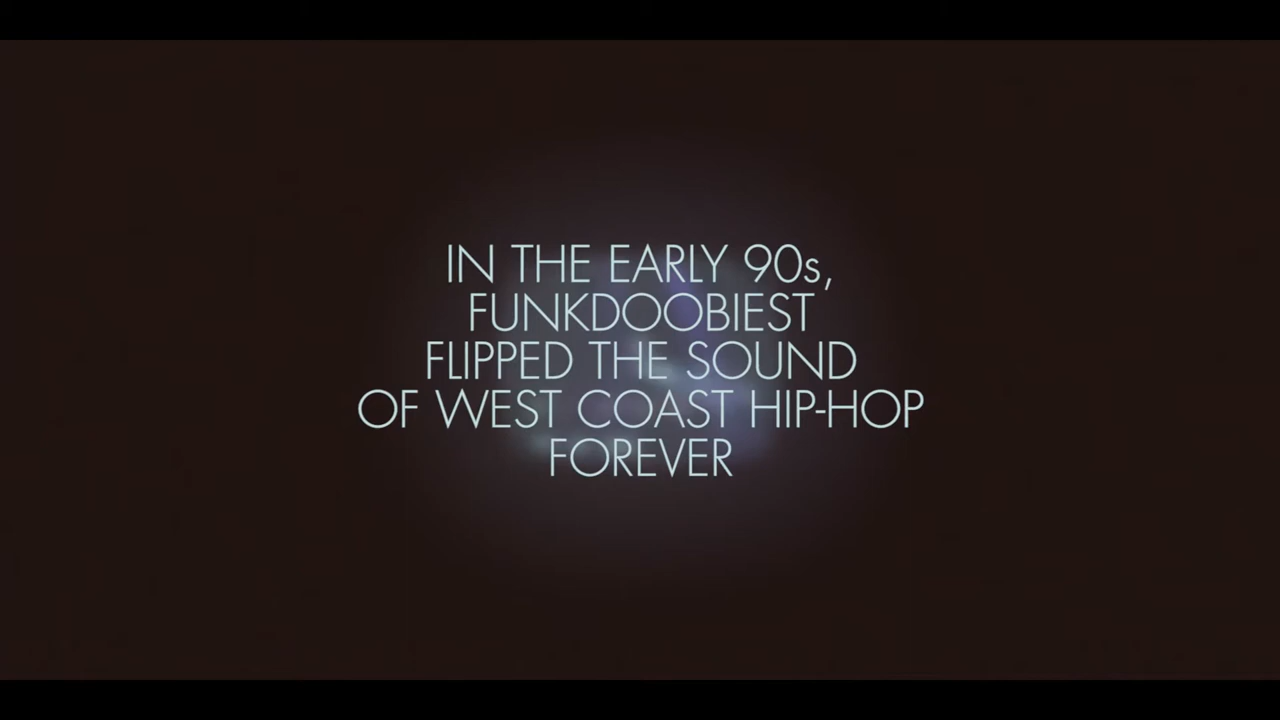 IN THE EARLY 90s,
FUNKDOOBIEST
FLIPPED THE SOUND
OF WEST COAST HIP-HOP
FOREVER